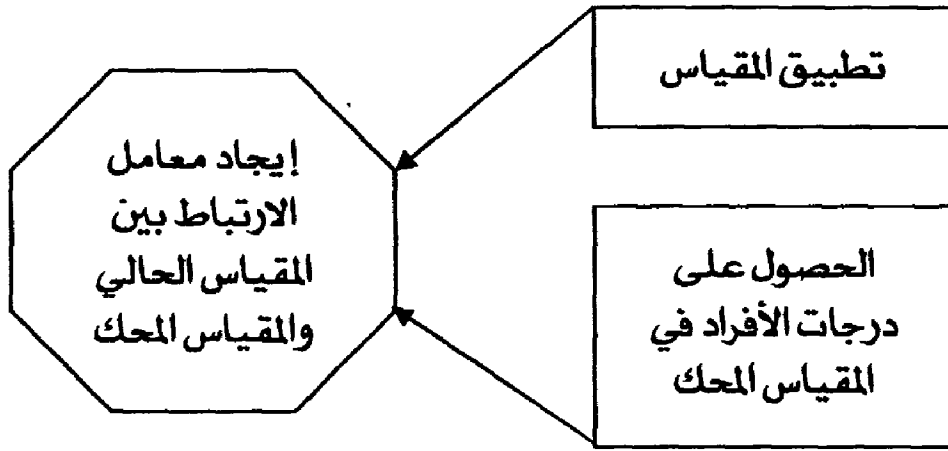 تطبيق المقياس
الحصول على
درجات الأفراد في
المقياس المحك
إيجاد معامل
الارتباط بين
المقياس الحالي
والمقياس المحك